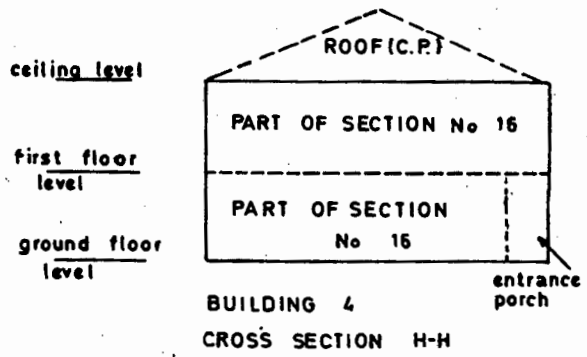 ROOF (C.P.)
ceiling level
PART OF SECTION No 16
first floor
level
PART OF SECTION
No 16
ground floor
level
entrance
porch
BUILDING 4
CROSS SECTION H-H